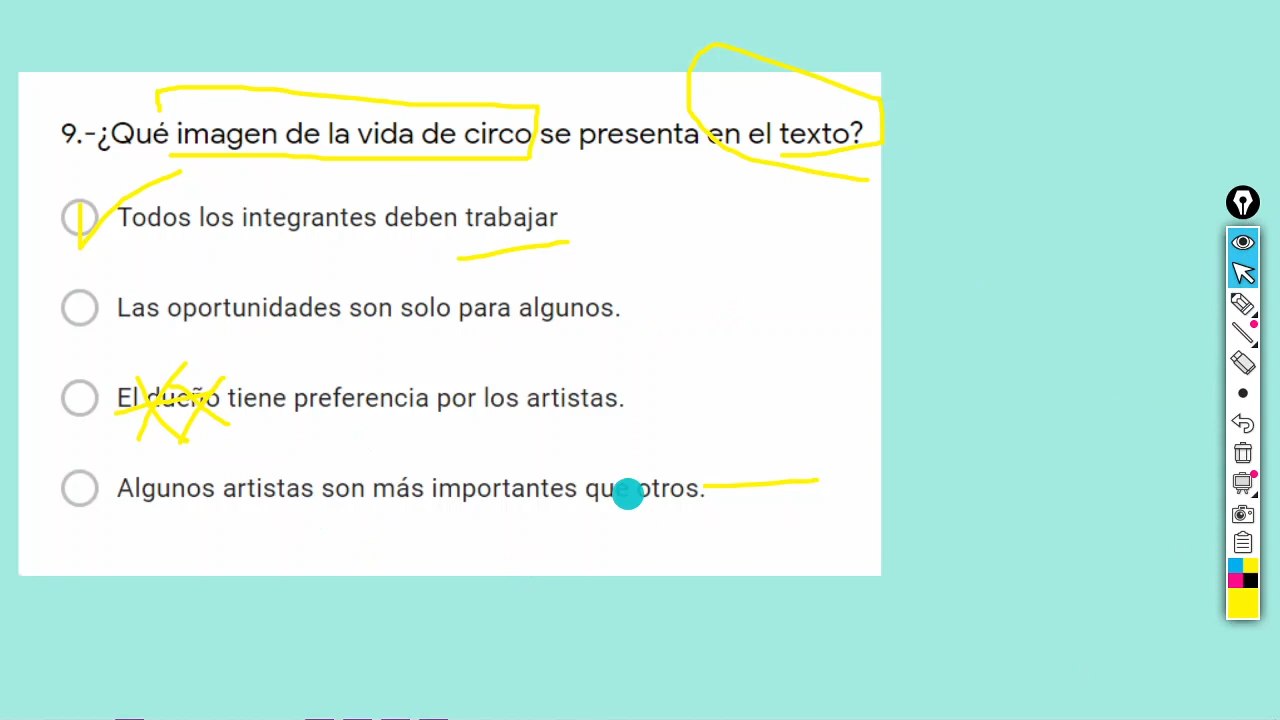 9.-¿Qué imagen de la vida de circo se presenta en el texto?
Todos los integrantes deben trabajar
Las oportunidades son solo para algunos.
El dueño tiene preferencia por los artistas.
Algunos artistas son más importantes que otros.